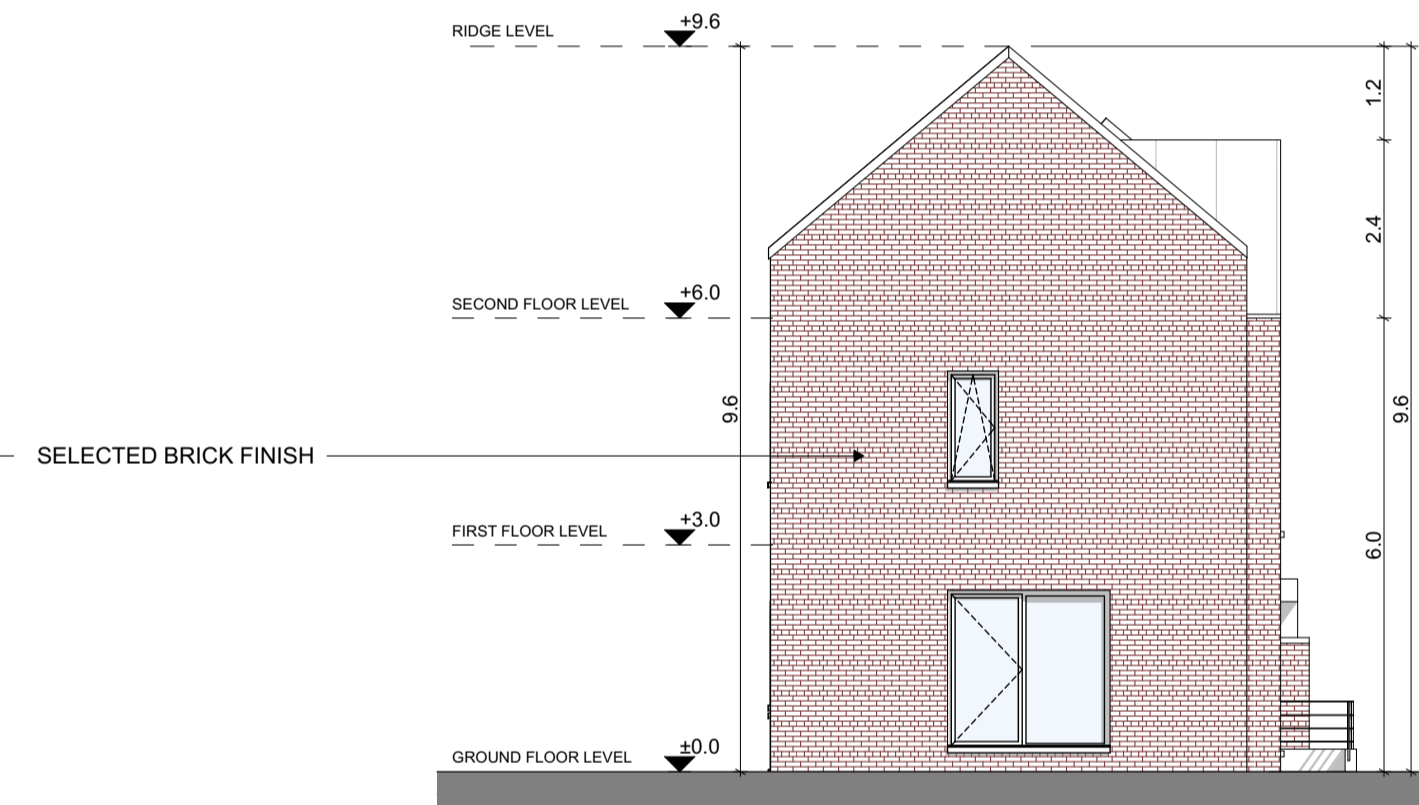 RIDGE LEVEL
+9.6
1.2
2.4
SECOND FLOOR LEVEL
+6.0
9.6
9.6
SELECTED BRICK FINISH
FIRST FLOOR LEVEL
+3.0
6.0
GROUND FLOOR LEVEL
±0.0